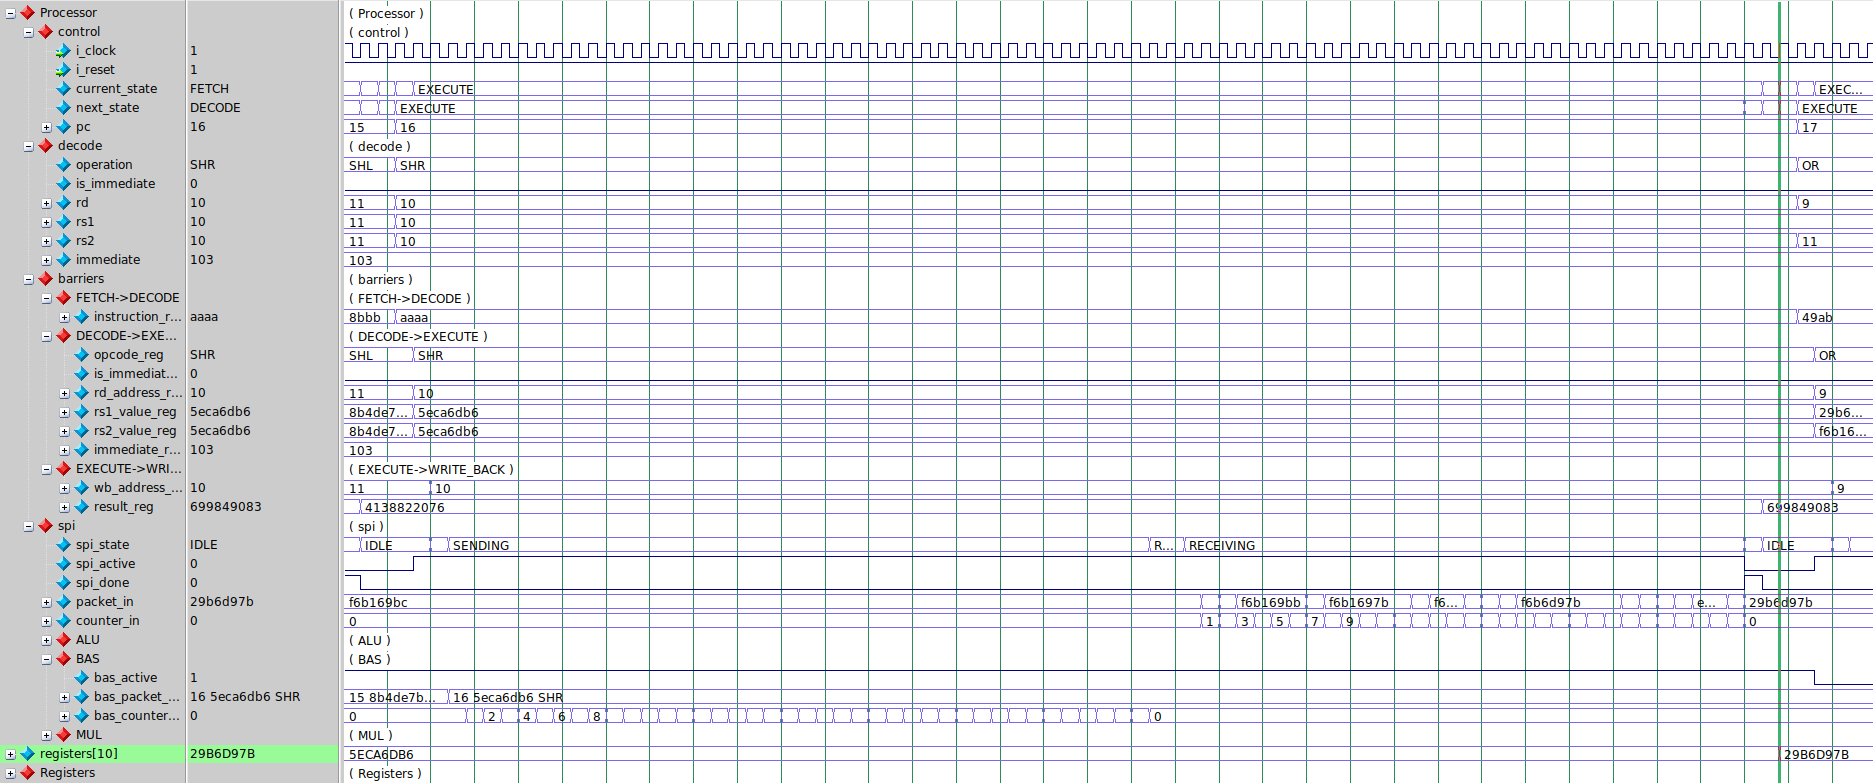 Processor ( Processor )
control ( control )
i_clock 1
i_reset 1
current_state FETCH EXECUTE EXEC...
next_state DECODE EXECUTE EXECUTE
pc 16 15 16 17
decode ( decode )
operation SHR SHL SHR OR
is_immediate 0
rd 10 11 10 9
rs1 10 11 10
rs2 10 11 10 11
immediate 103 103
barriers ( barriers )
FETCH->DECODE ( FETCH->DECODE )
instruction_r... aaaa 8bbb aaaa 49ab
DECODE->EXE... ( DECODE->EXECUTE )
opcode_reg SHR SHL SHR OR
is_immediat... 0
rd_address_r... 10 11 10 9
rs1_value_reg 5eca6db6 8b4de7... 5eca6db6 29b6...
rs2_value_reg 5eca6db6 8b4de7... 5eca6db6 f6b16...
immediate_r... 103 103
EXECUTE->WRI... ( EXECUTE->WRITE_BACK )
wb_address_... 10 11 10 9
result_reg 699849083 4138822076 699849083
spi ( spi )
spi_state IDLE IDLE SENDING R... RECEIVING IDLE
spi_active 0
spi_done 0
packet_in 29b6d97b f6b169bc f6b169bb f6b1697b f6... f6b6d97b e... 29b6d97b
counter_in 0 0 1 3 5 7 9 0
ALU ( ALU )
BAS ( BAS )
bas_active 1
bas_packet_... 16 5eca6db6 SHR 15 8b4de7b... 16 5eca6db6 SHR
bas_counter... 0 0 2 4 6 8 0
MUL ( MUL )
registers[10] 29B6D97B 5ECA6DB6 29B6D97B
Registers ( Registers )